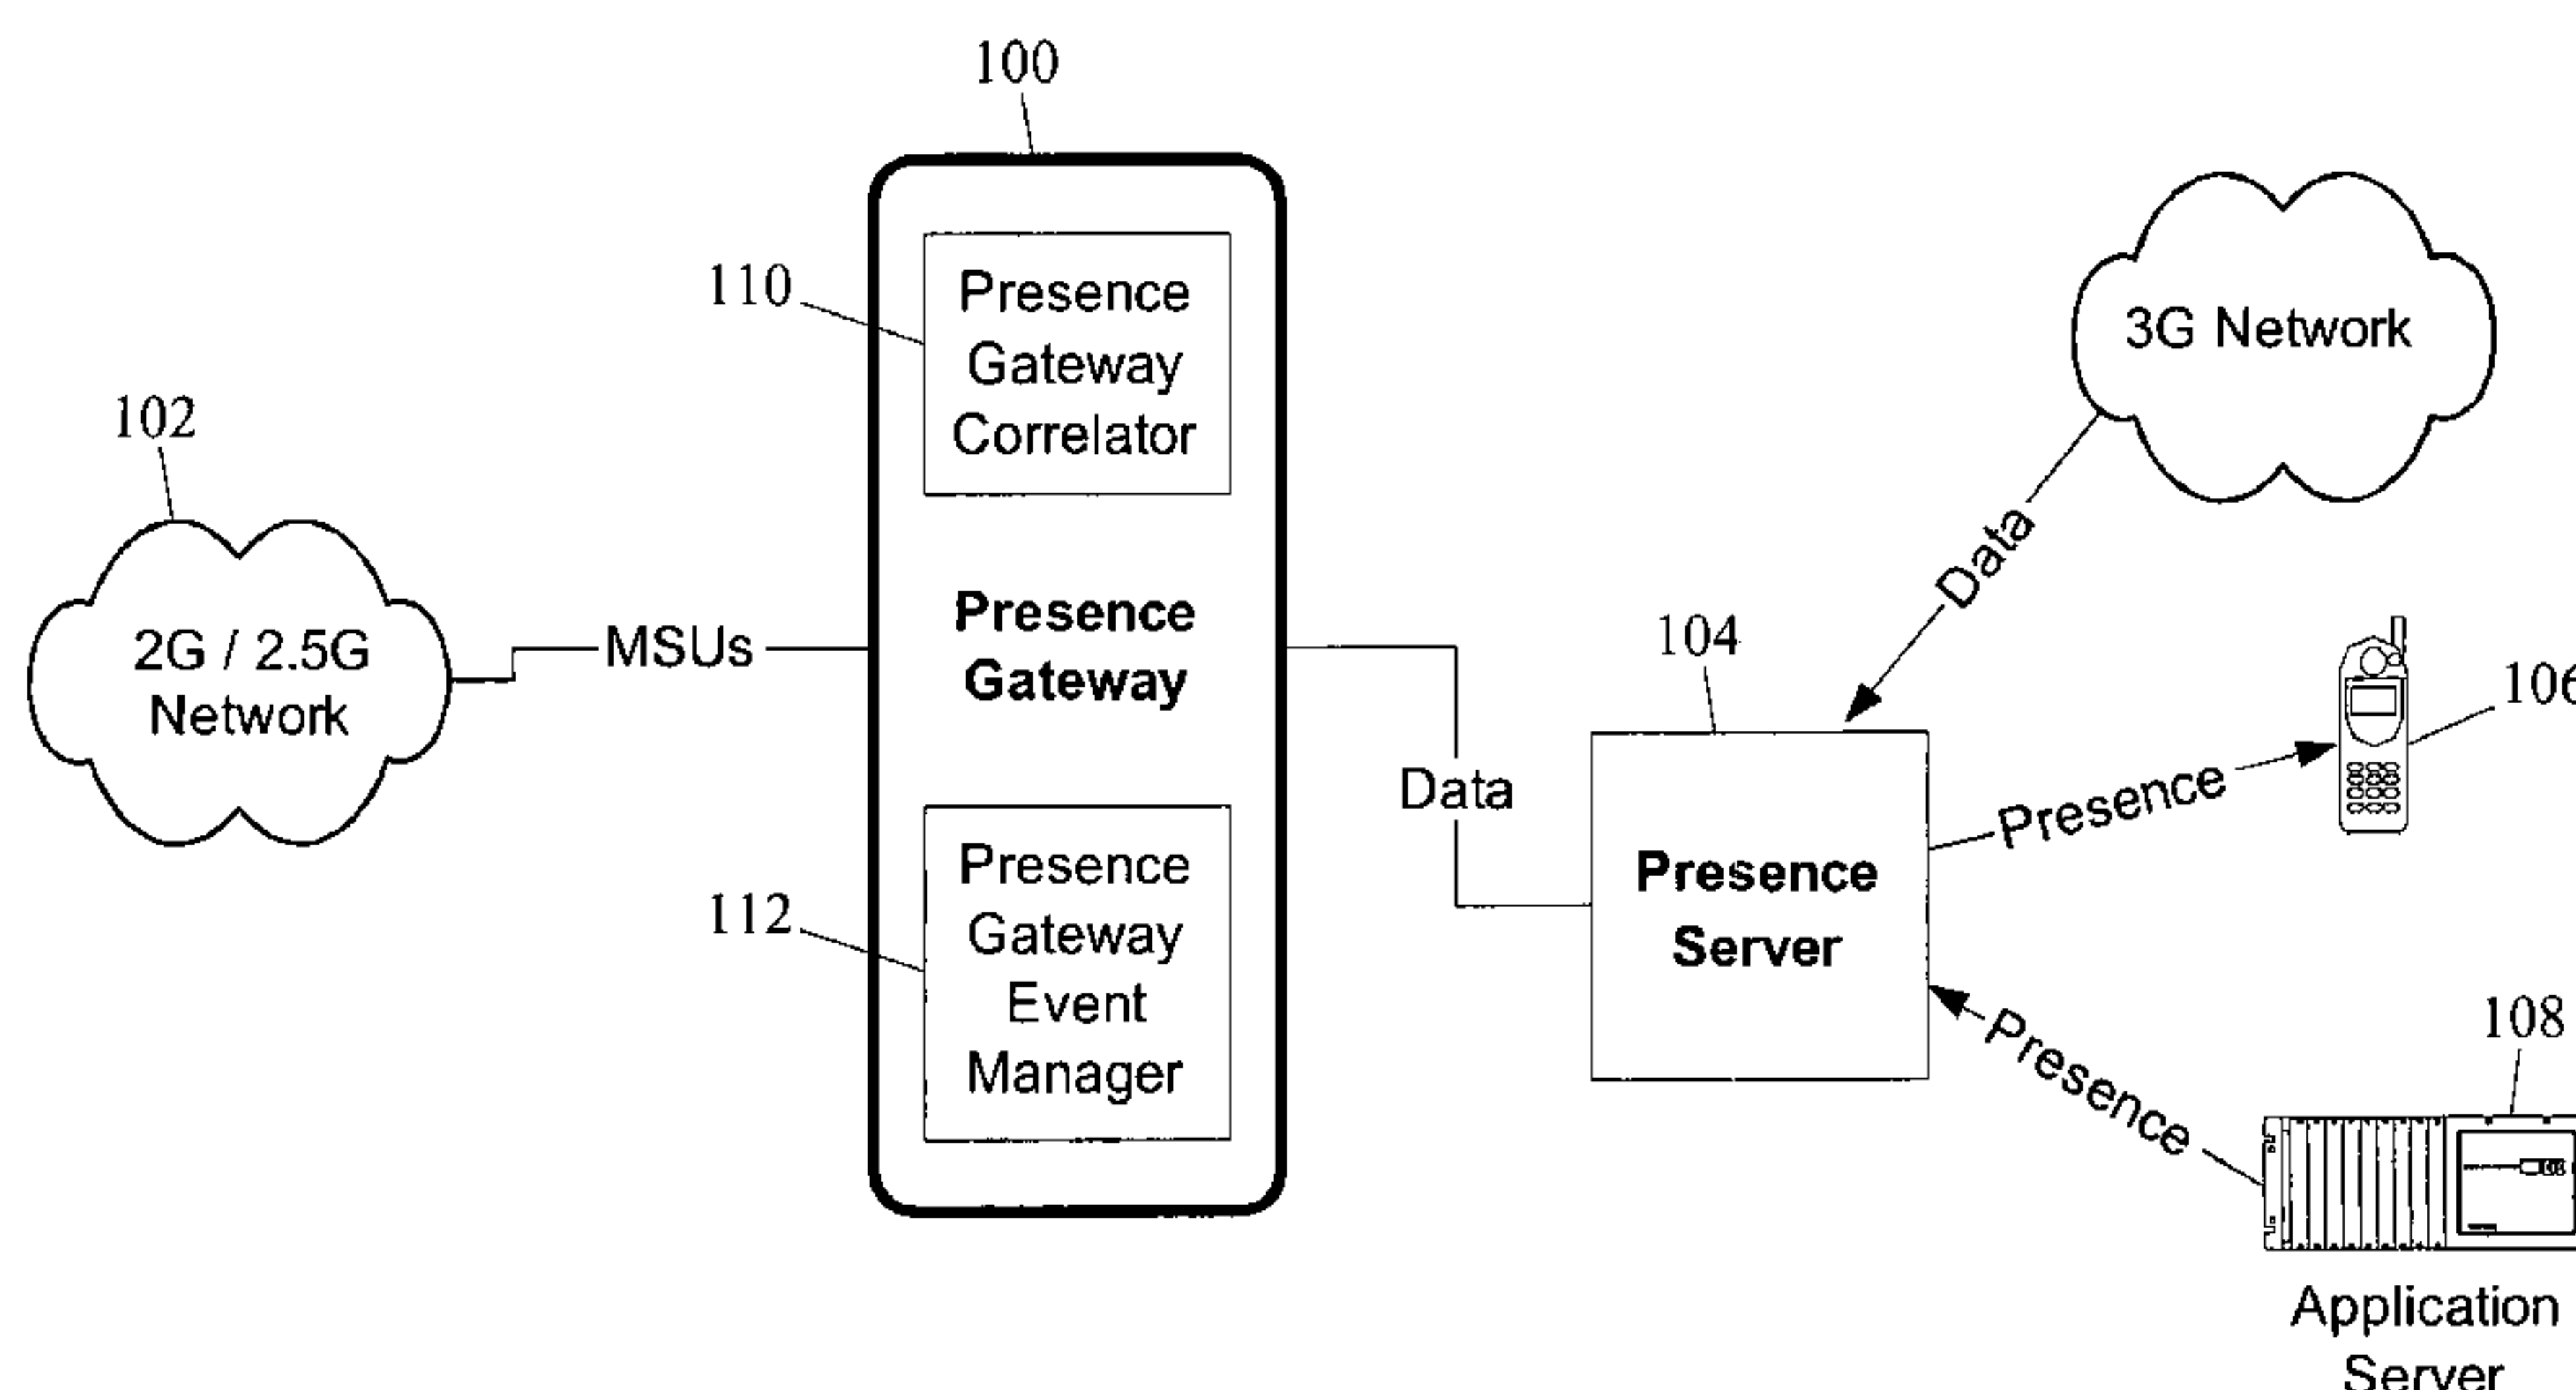 100
110
Presence
Gateway
Correlator
3G Network
102
2G / 2.5G
Network
MSUs
Presence
Gateway
Data
104
106
Data
Presence
Presence
Server
112
Presence
Gateway
Event
Manager
Presence
108
Application
Server